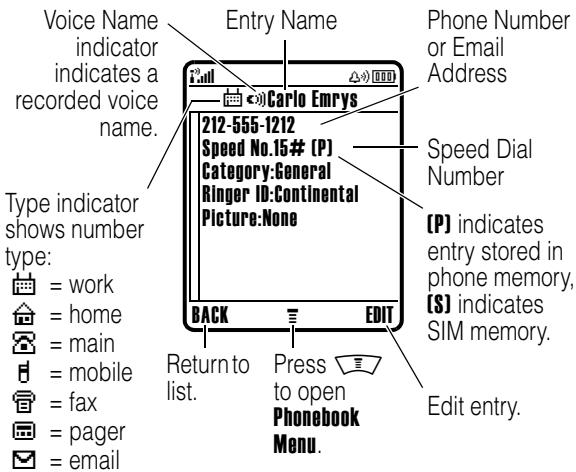 Voice Name
indicator
indicates a
recorded voice
name.
Entry Name
Phone Number
or Email
Address
Carlo Emrys
212-555-1212
Speed No.15# (P)
Category:General
Ringer ID:Continental
Picture:None
BACK
EDIT
Speed Dial
Number
(P) indicates
entry stored in
phone memory,
(S) indicates
SIM memory.
Type indicator
shows number
type:
= work
= home
= main
= mobile
= fax
= pager
= email
Return to
list.
Press
to open
Phonebook
Menu.
Edit entry.